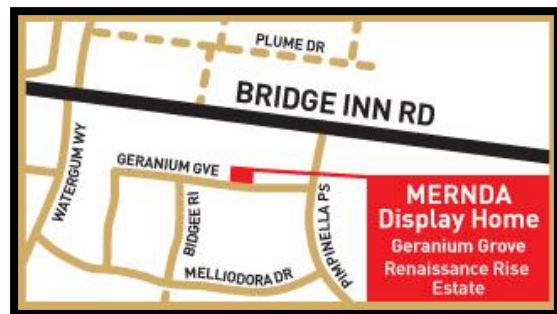 PLUME DR
BRIDGE INN RD
WATERGUM WY
GERANIUM GVE
BIDGEE RI
MELLIODORA DR
PIMPINELLA PS
MERNDA
Display Home
Geranium Grove
Renaissance Rise
Estate